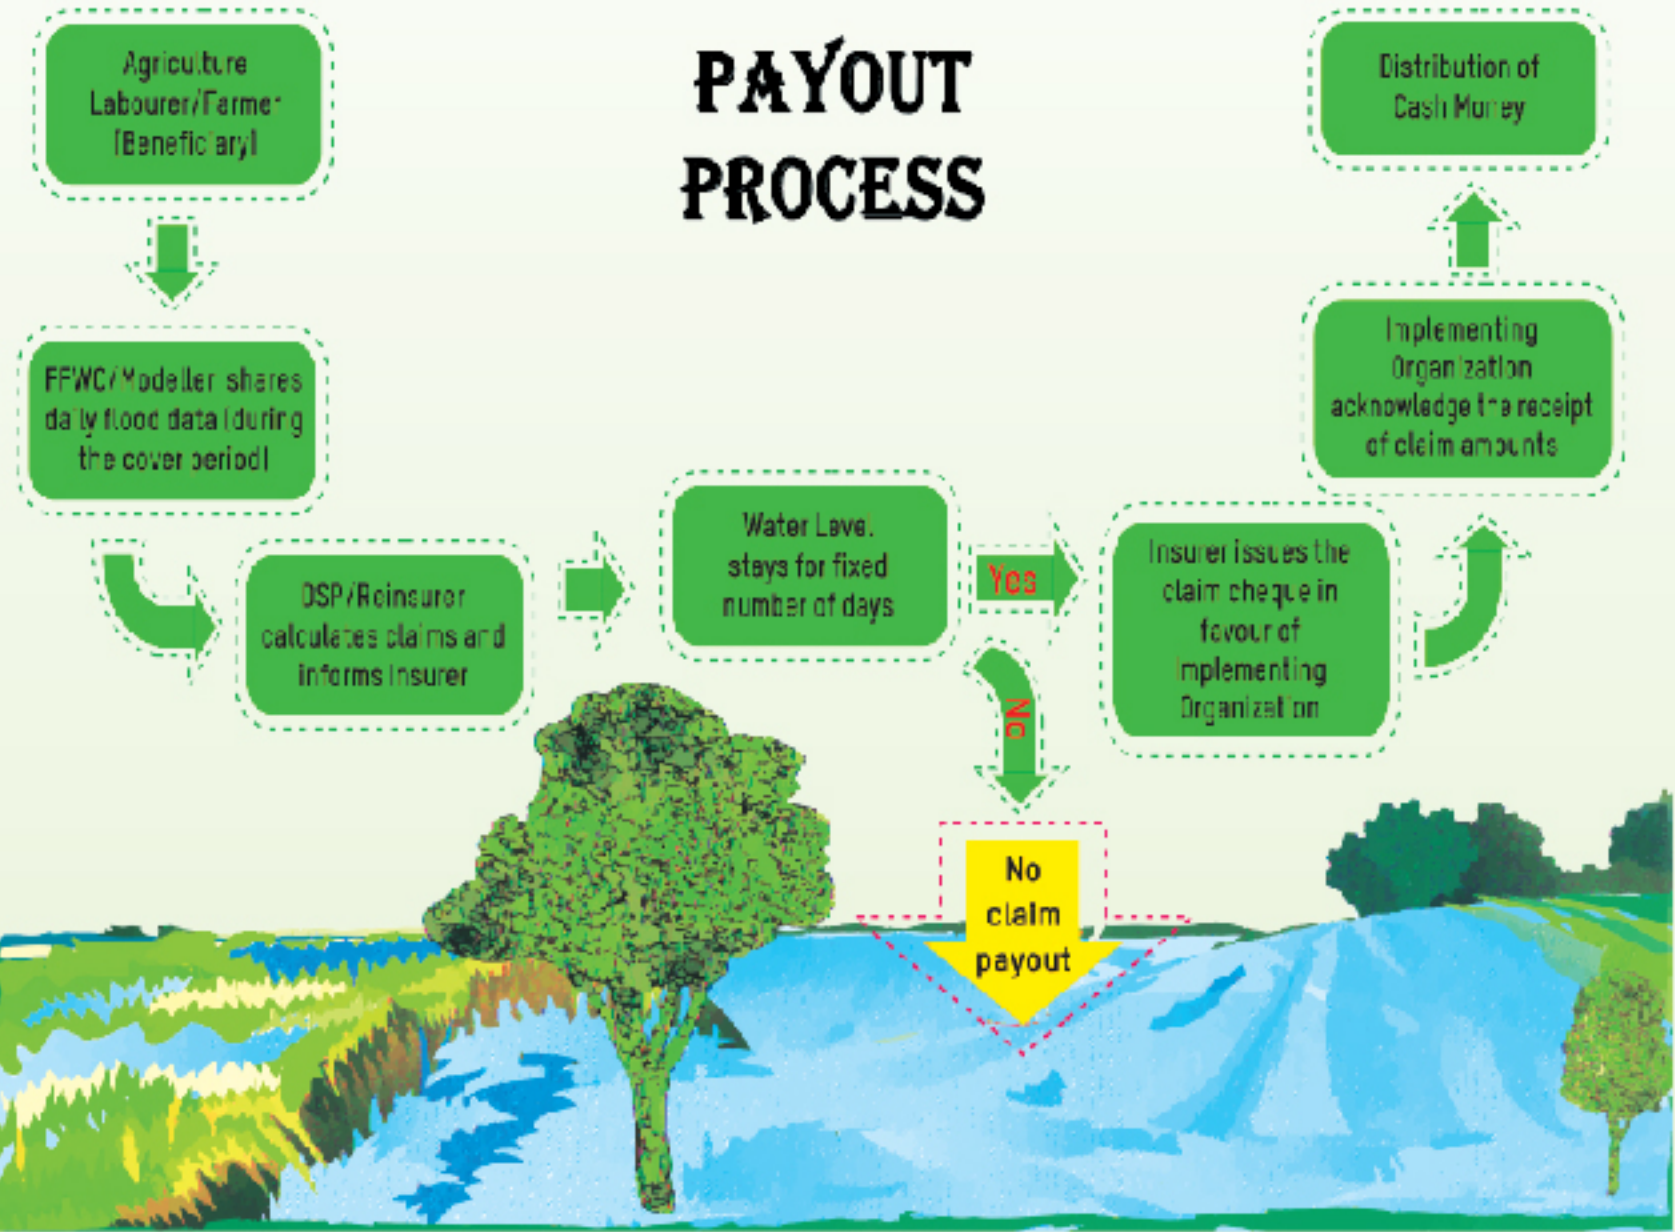 PAYOUT
PROCESS
Agriculture
Labourer/Farmer
(Beneficiary)
FFWC/Modeller shares
daily flood data (during
the cover period)
DSP/Reinsurer
calculates claims and
informs Insurer
Water Level
stays for fixed
number of days
Yes
No
No
claim
payout
Insurer issues the
claim cheque in
favour of
Implementing
Organization
Implementing
Organization
acknowledge the receipt
of claim amounts
Distribution of
Cash Money